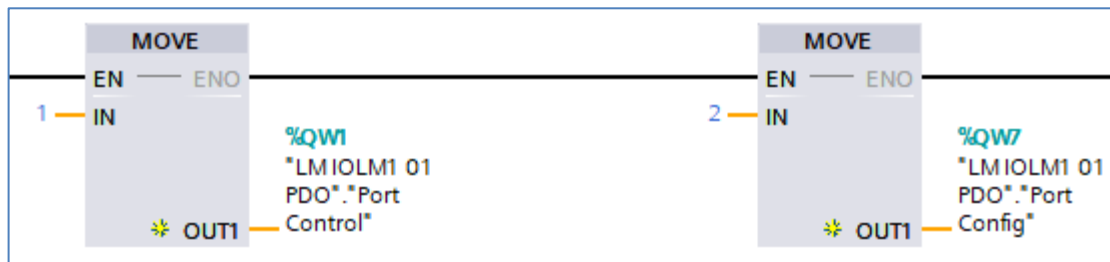 MOVE
EN ENO
1 IN
%QW1
"LM IOLM1 01
PDO"."Port
Control"
OUT1
MOVE
EN ENO
2 IN
%QW7
"LM IOLM1 01
PDO"."Port
Config"
OUT1